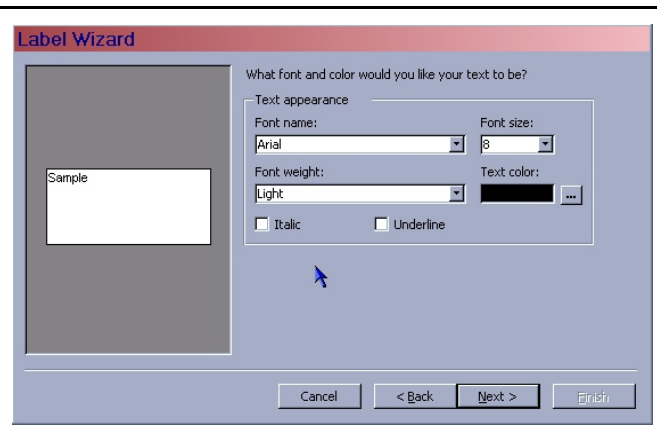 Label Wizard
What font and color would you like your text to be?
Text appearance
Font name:
Font size:
Arial
8
Sample
Font weight:
Text color:
Light
...
Italic
Underline
Cancel
< Back
Next >
Finish